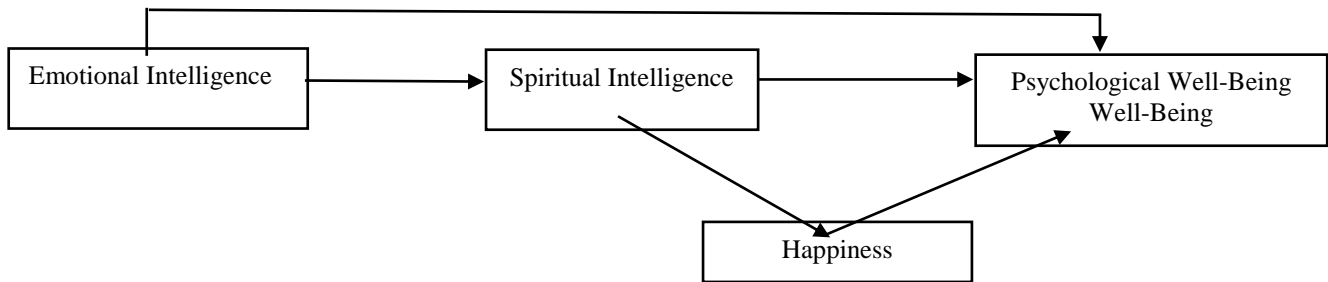 Emotional Intelligence
Spiritual Intelligence
Psychological Well-Being
Well-Being
Happiness